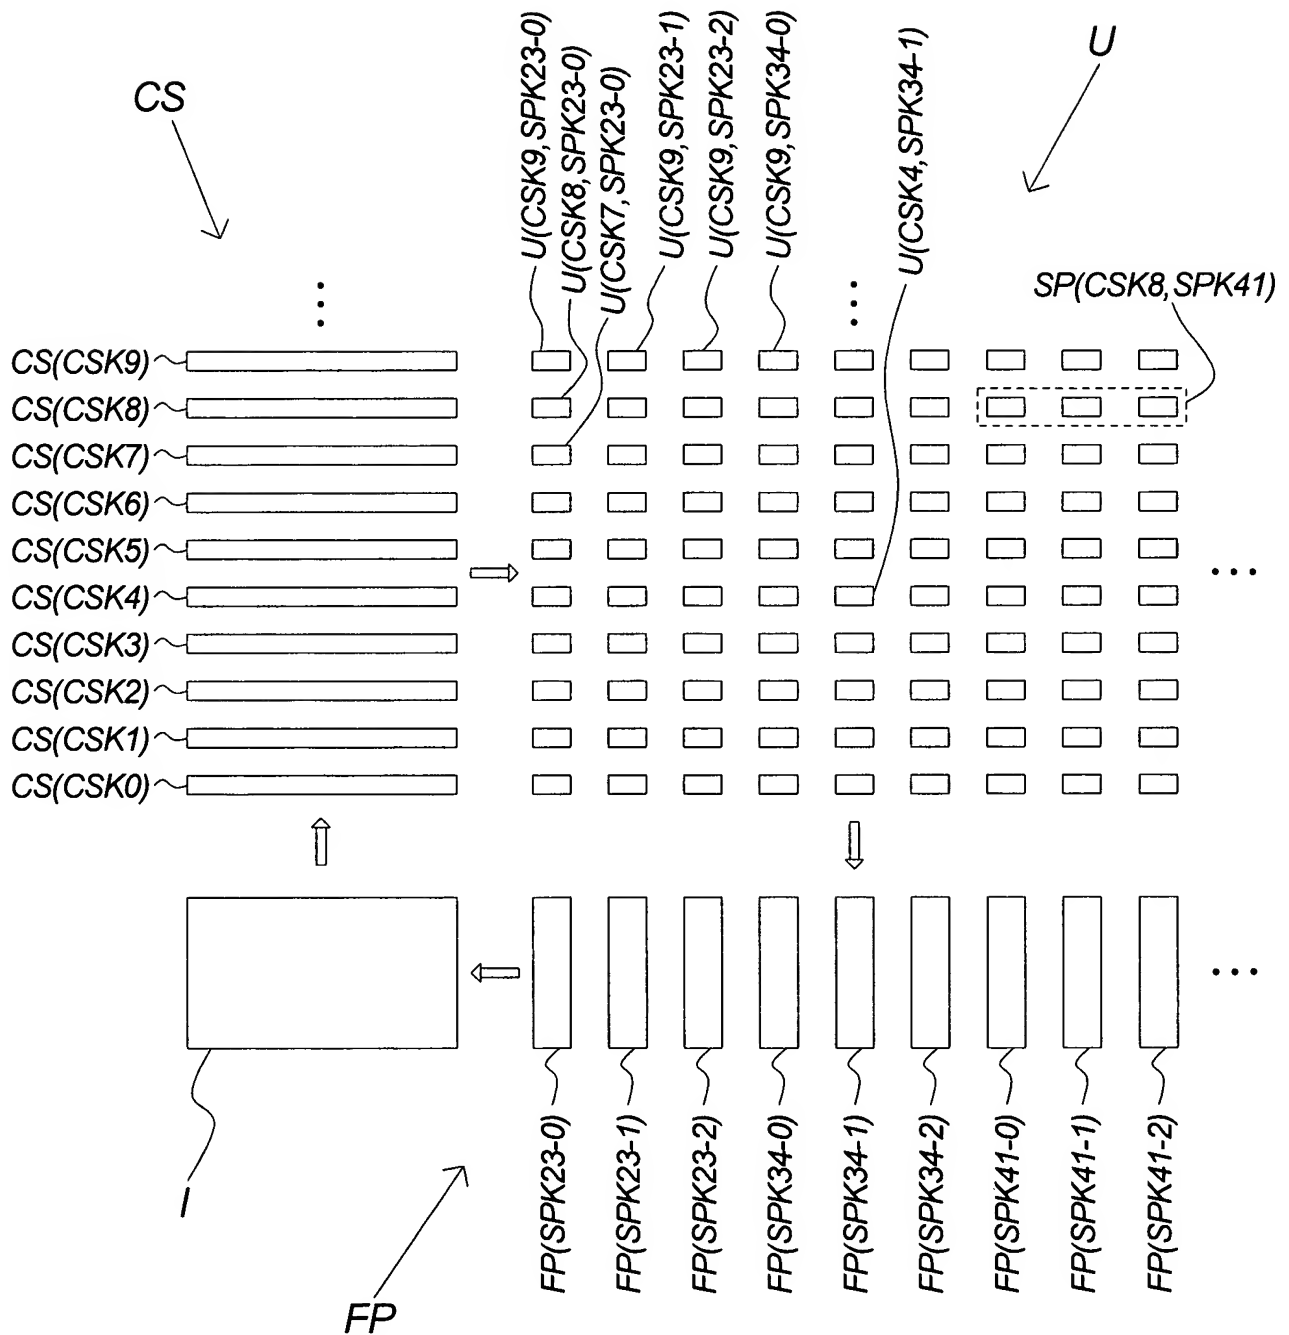 CS
U
U(CSK9,SPK23-0)
U(CSK8,SPK23-0)
U(CSK7,SPK23-0)
U(CSK9,SPK23-1)
U(CSK9,SPK23-2)
U(CSK9,SPK34-0)
U(CSK4,SPK34-1)
SP(CSK8,SPK41)
CS(CSK9)
CS(CSK8)
CS(CSK7)
CS(CSK6)
CS(CSK5)
CS(CSK4)
CS(CSK3)
CS(CSK2)
CS(CSK1)
CS(CSK0)
I
FP
FP(SPK23-0)
FP(SPK23-1)
FP(SPK23-2)
FP(SPK34-0)
FP(SPK34-1)
FP(SPK34-2)
FP(SPK41-0)
FP(SPK41-1)
FP(SPK41-2)